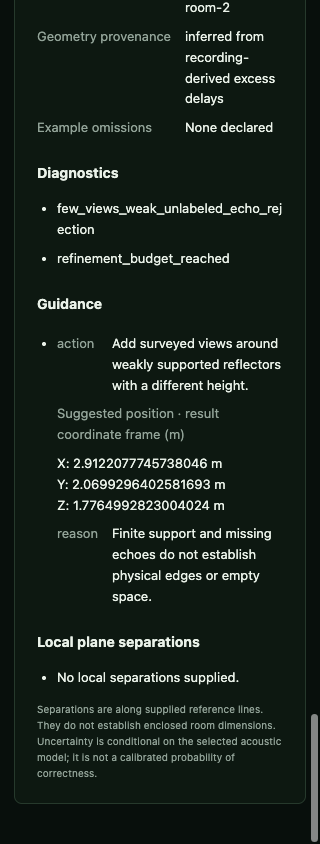 room-2
Geometry provenance inferred from
recording-
derived excess
delays
Example omissions None declared
Diagnostics
• few_views_weak_unlabeled_echo_rej
ection
• refinement_budget_reached
Guidance
• action Add surveyed views around
weakly supported reflectors
with a different height.
Suggested position · result
coordinate frame (m)
X: 2.9122077745738046 m
Y: 2.0699296402581693 m
Z: 1.7764992823004024 m
reason Finite support and missing
echoes do not establish
physical edges or empty
space.
Local plane separations
• No local separations supplied.
Separations are along supplied reference lines.
They do not establish enclosed room dimensions.
Uncertainty is conditional on the selected acoustic
model; it is not a calibrated probability of
correctness.